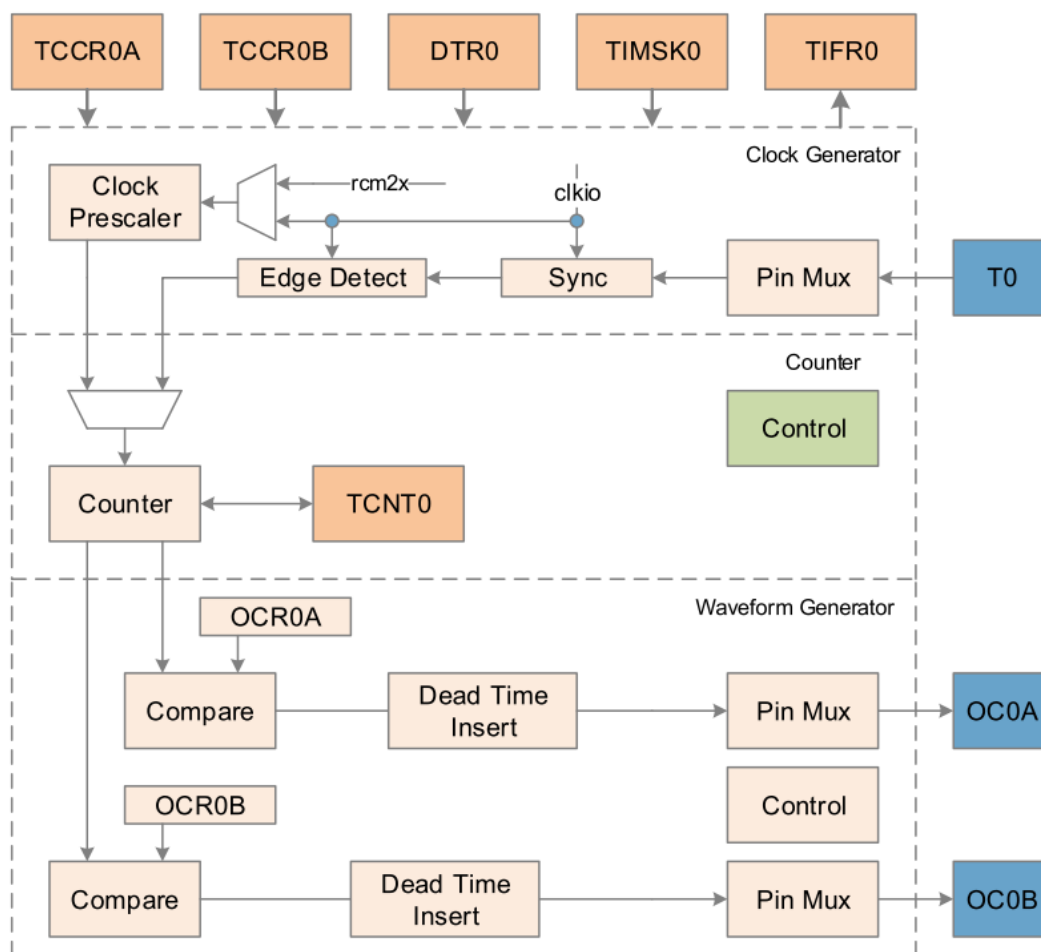 TCCR0A
TCCR0B
DTR0
TIMSK0
TIFR0
Clock Generator
Clock
Prescaler
rcm2x
clkio
Edge Detect
Sync
Pin Mux
T0
Counter
Control
Counter
TCNT0
Waveform Generator
OCR0A
Compare
Dead Time
Insert
Pin Mux
OC0A
OCR0B
Control
Compare
Dead Time
Insert
Pin Mux
OC0B